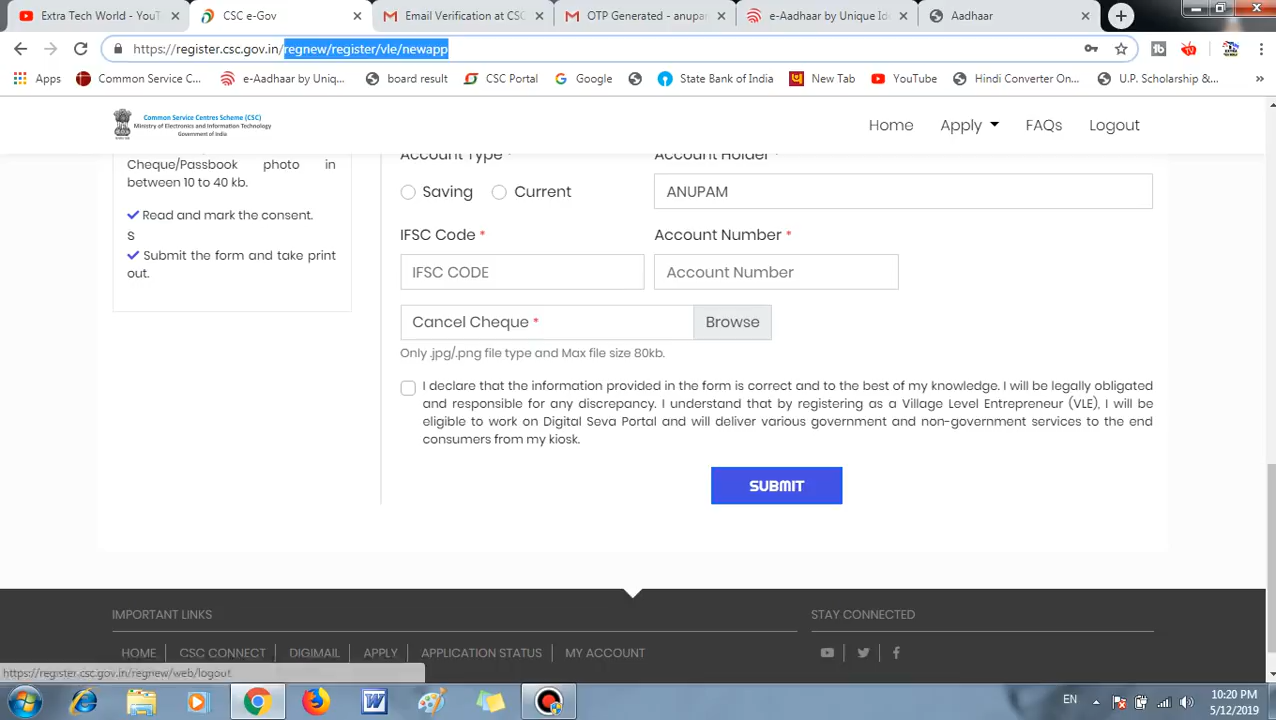 Extra Tech World - YouT
CSC e-Gov
Email Verification at CSC
OTP Generated - anupam
e-Aadhaar by Unique Ide
Aadhaar
https://register.csc.gov.in/regnew/register/vle/newapp
Apps
Common Service C...
e-Aadhaar by Uniq...
board result
CSC Portal
Google
State Bank of India
New Tab
YouTube
Hindi Converter On...
U.P. Scholarship &...
»
Common Service Centres Scheme (CSC)
Ministry of Electronics and Information Technology
Government of India
Home
Apply
FAQs
Logout
Cheque/Passbook photo in
between 10 to 40 kb.
Read and mark the consent.
s
Submit the form and take print
out.
Account Type *
Account Holder *
Saving
Current
ANUPAM
IFSC Code *
Account Number *
IFSC CODE
Account Number
Cancel Cheque *
Browse
Only .jpg/.png file type and Max file size 80kb.
I declare that the information provided in the form is correct and to the best of my knowledge. I will be legally obligated
and responsible for any discrepancy. I understand that by registering as a Village Level Entrepreneur (VLE), I will be
eligible to work on Digital Seva Portal and will deliver various government and non-government services to the end
consumers from my kiosk.
SUBMIT
IMPORTANT LINKS
STAY CONNECTED
HOME
CSC CONNECT
DIGIMAIL
APPLY
APPLICATION STATUS
MY ACCOUNT
https://register.csc.gov.in/regnew/web/logout
EN
10:20 PM
5/12/2019